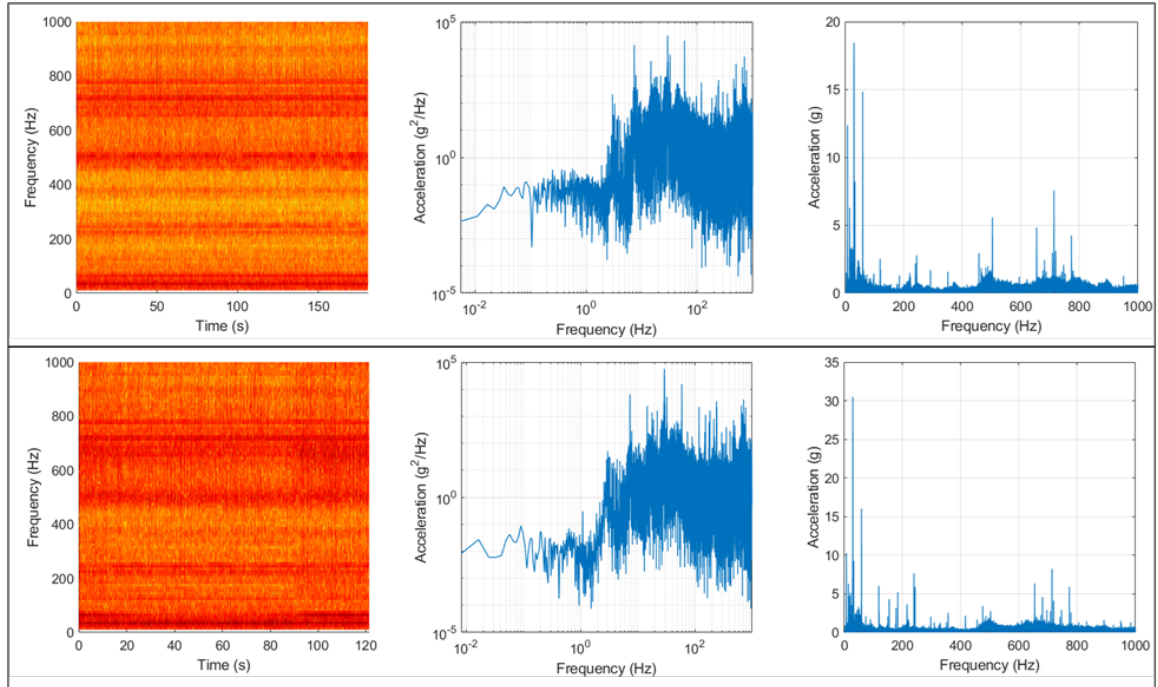 1000
800
600
400
200
0
Frequency (Hz)
0 50 100 150
Time (s)
10^5
10^0
10^-5
Acceleration (g^2/Hz)
10^-2 10^0 10^2
Frequency (Hz)
20
15
10
5
0
Acceleration (g)
0 200 400 600 800 1000
Frequency (Hz)
1000
800
600
400
200
0
Frequency (Hz)
0 20 40 60 80 100 120
Time (s)
10^5
10^0
10^-5
Acceleration (g^2/Hz)
10^-2 10^0 10^2
Frequency (Hz)
35
30
25
20
15
10
5
0
Acceleration (g)
0 200 400 600 800 1000
Frequency (Hz)